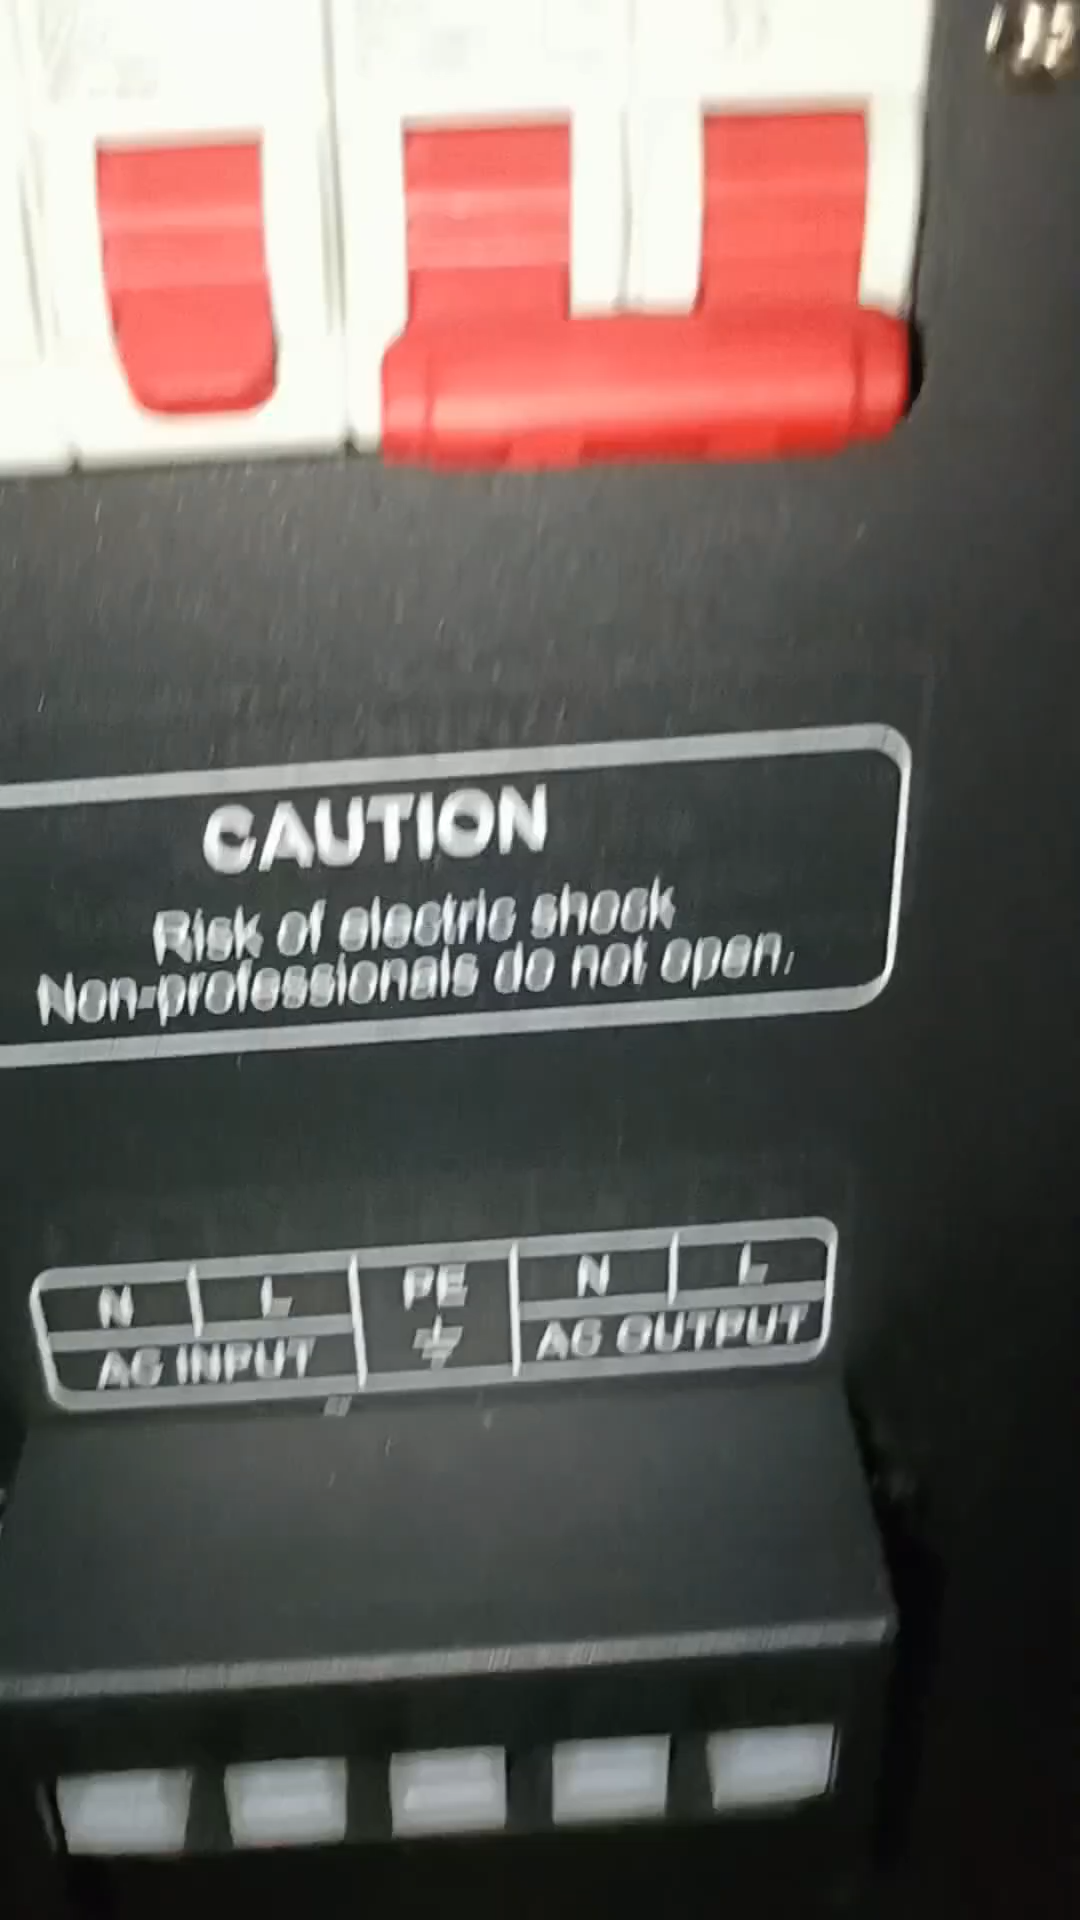 CAUTION
Risk of electric shock
Non-professionals do not open.
N L PE N L
AC INPUT AC OUTPUT